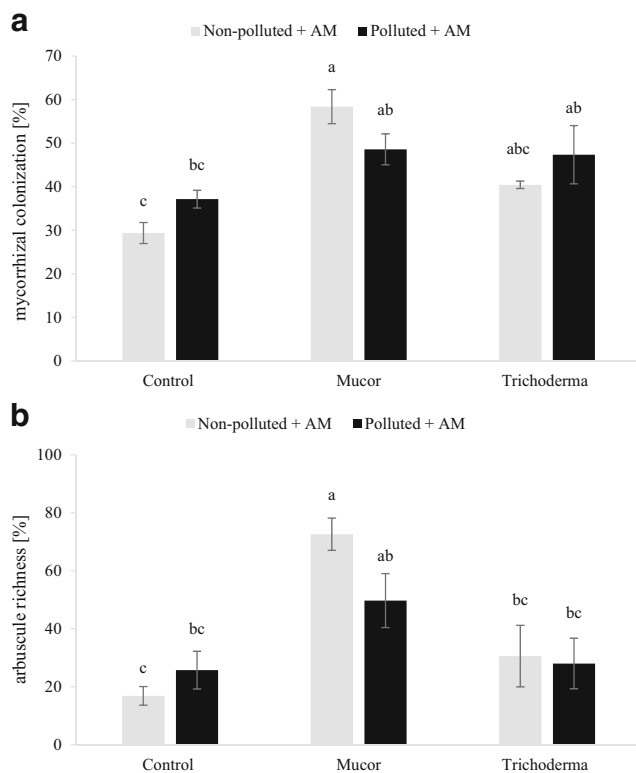 a
Non-polluted + AM Polluted + AM
mycorrhizal colonization [%]
70
60
50
40
30
20
10
0
c
bc
a
ab
abc
ab
Control Mucor Trichoderma
b
Non-polluted + AM Polluted + AM
arbuscule richness [%]
100
80
60
40
20
0
c
bc
a
ab
bc
bc
Control Mucor Trichoderma